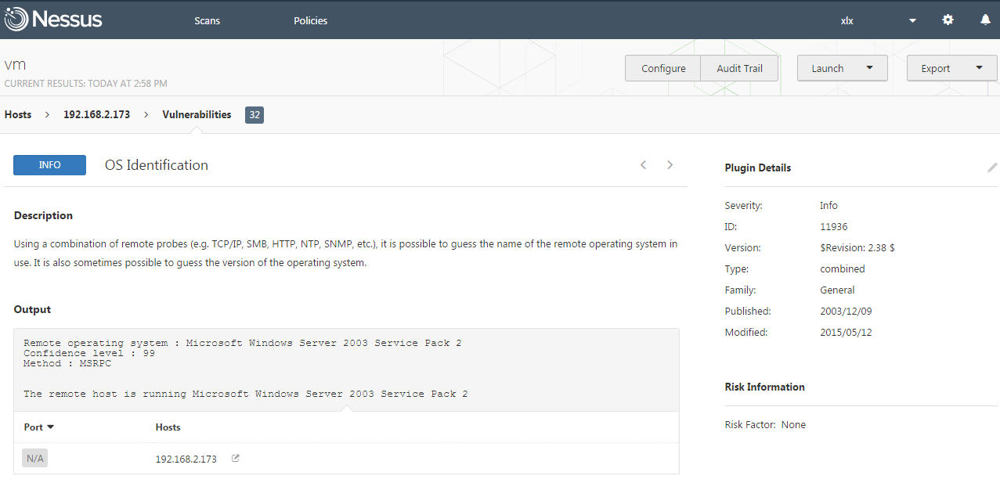 Nessus
Scans
Policies
xlx
vm
CURRENT RESULTS: TODAY AT 2:58 PM
Configure
Audit Trail
Launch
Export
Hosts > 192.168.2.173 > Vulnerabilities 32
INFO
OS Identification
Description
Using a combination of remote probes (e.g. TCP/IP, SMB, HTTP, NTP, SNMP, etc.), it is possible to guess the name of the remote operating system in
use. It is also sometimes possible to guess the version of the operating system.
Output
Remote operating system : Microsoft Windows Server 2003 Service Pack 2
Confidence level : 99
Method : MSRPC
The remote host is running Microsoft Windows Server 2003 Service Pack 2
Port Hosts
N/A 192.168.2.173
Plugin Details
Severity: Info
ID: 11936
Version: $Revision: 2.38 $
Type: combined
Family: General
Published: 2003/12/09
Modified: 2015/05/12
Risk Information
Risk Factor: None